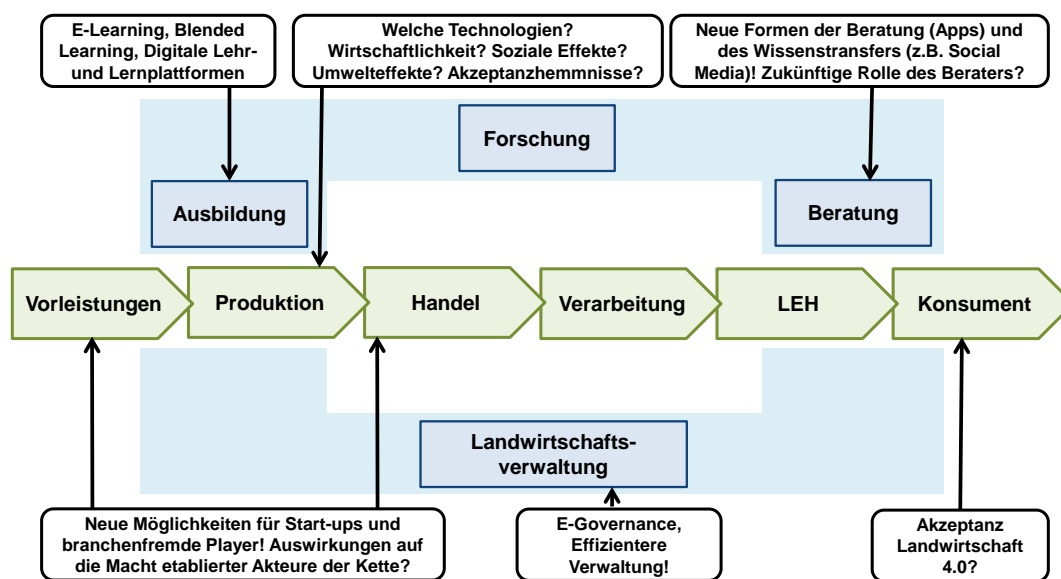 E-Learning, Blended
Learning, Digitale Lehr-
und Lernplattformen
Welche Technologien?
Wirtschaftlichkeit? Soziale Effekte?
Umwelteffekte? Akzeptanzhemmnisse?
Neue Formen der Beratung (Apps) und
des Wissenstransfers (z.B. Social
Media)! Zukünftige Rolle des Beraters?
Forschung
Ausbildung
Beratung
Vorleistungen
Produktion
Handel
Verarbeitung
LEH
Konsument
Landwirtschafts-
verwaltung
Neue Möglichkeiten für Start-ups und
branchenfremde Player! Auswirkungen auf
die Macht etablierter Akteure der Kette?
E-Governance,
Effizientere
Verwaltung!
Akzeptanz
Landwirtschaft
4.0?